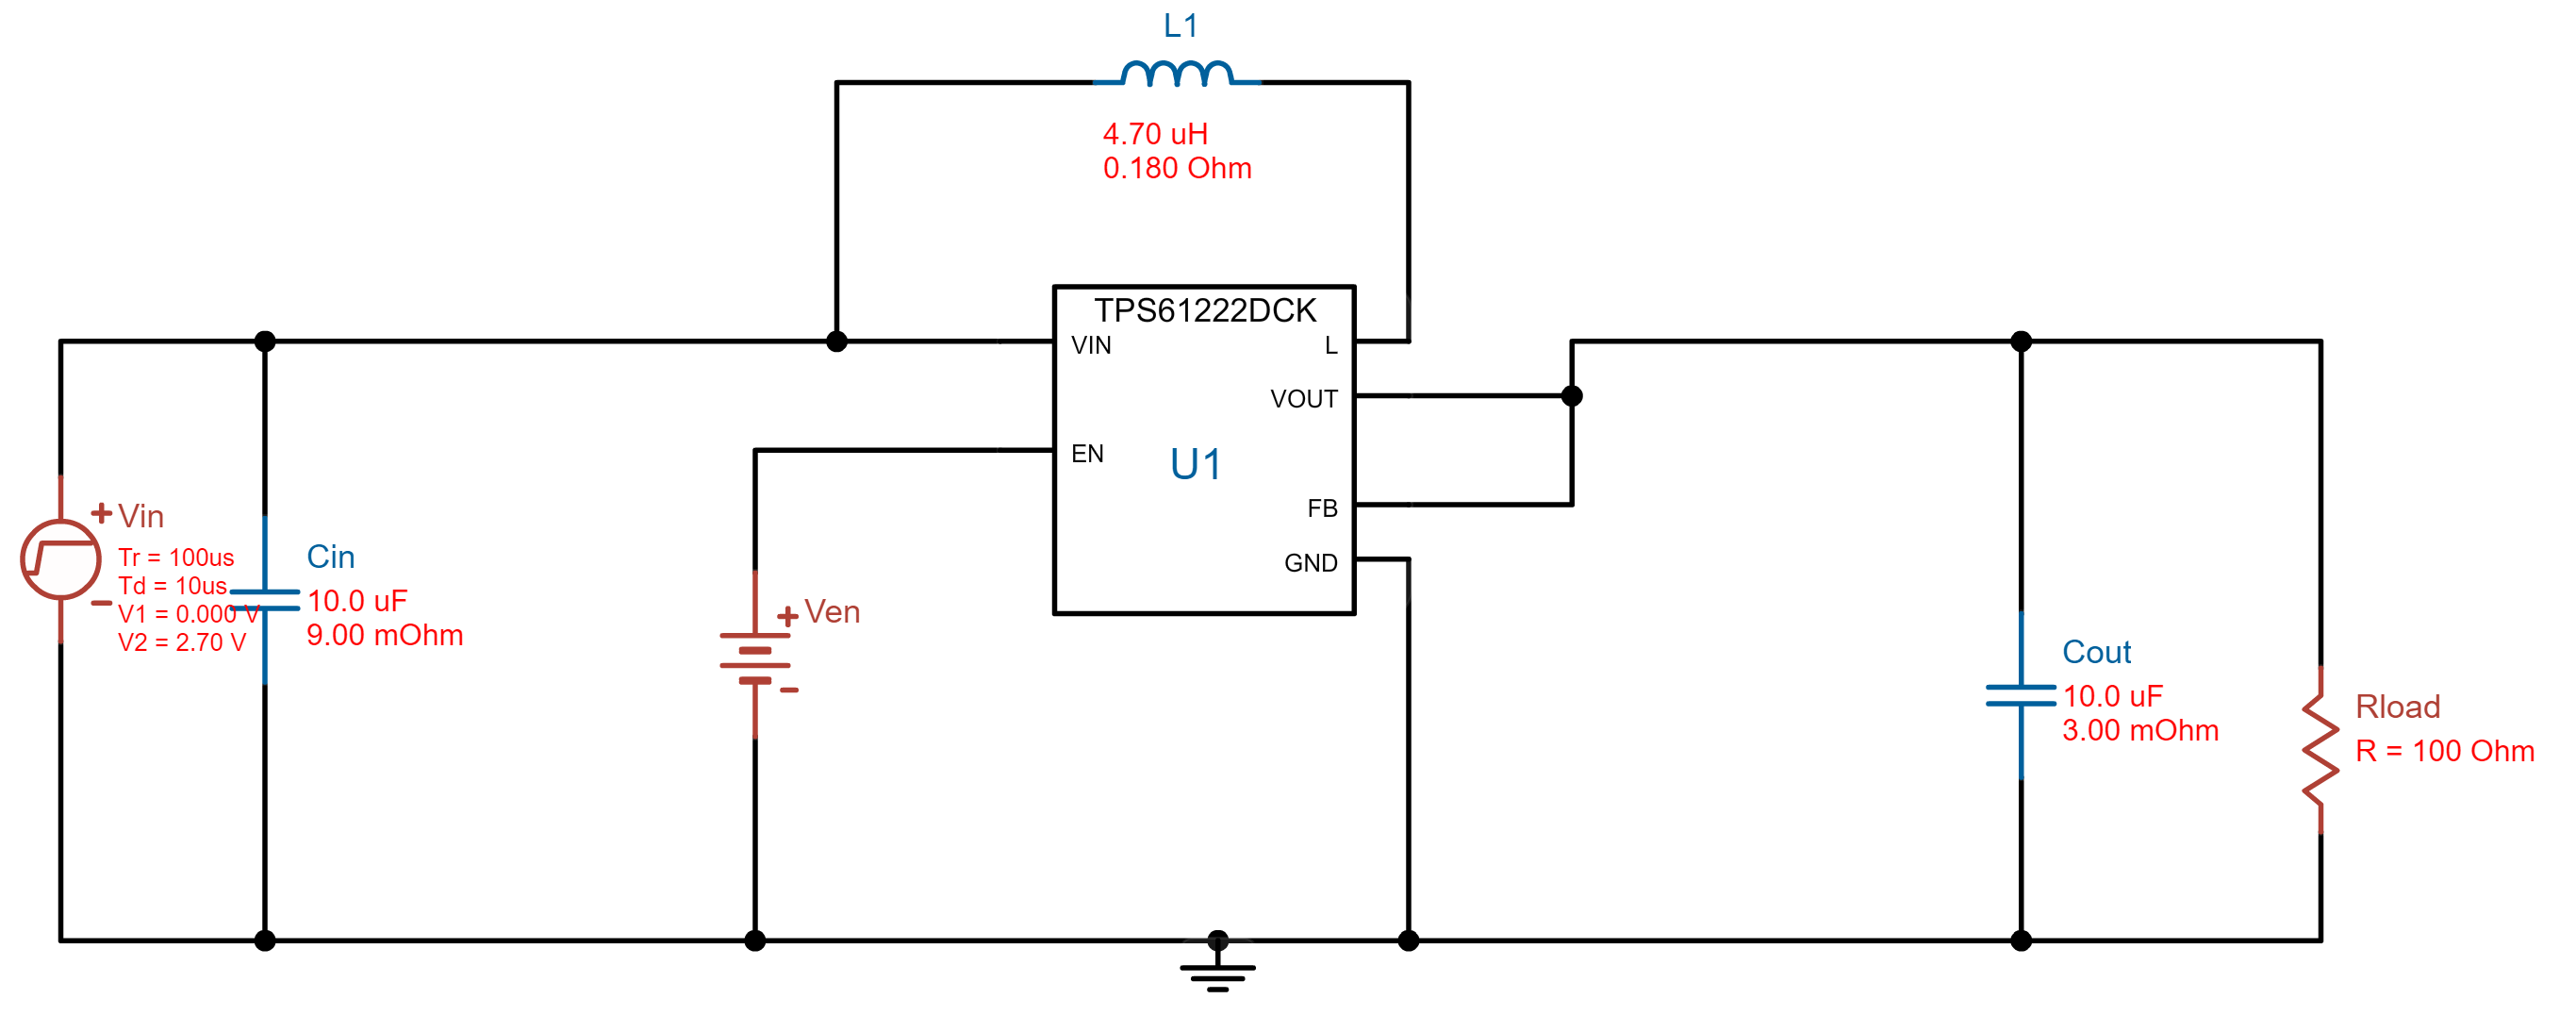 L1
4.70 uH
0.180 Ohm
TPS61222DCK
VIN
L
VOUT
EN
U1
FB
GND
+ Vin
Tr = 100us
Td = 10us
V1 = 0.000 V
V2 = 2.70 V
−
Cin
10.0 uF
9.00 mOhm
+ Ven
−
Cout
10.0 uF
3.00 mOhm
Rload
R = 100 Ohm